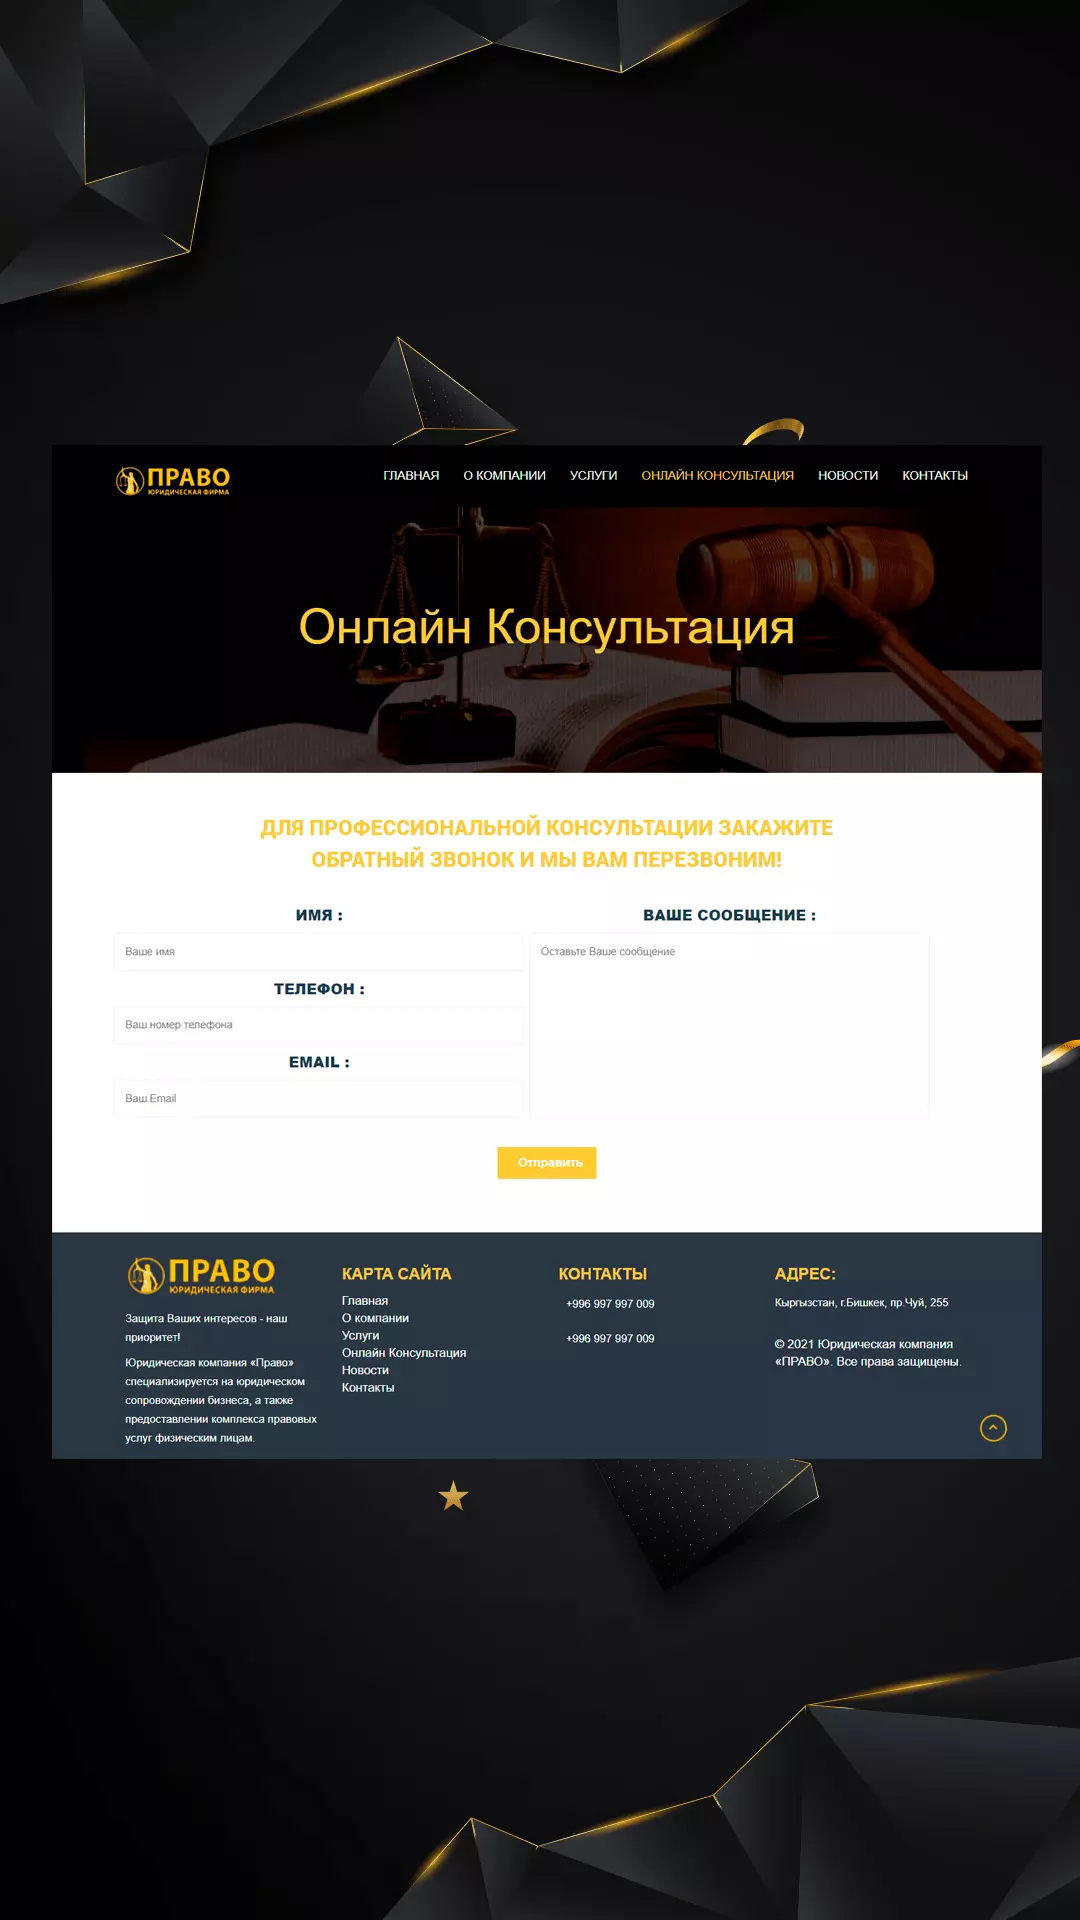 ПРАВО
ЮРИДИЧЕСКАЯ ФИРМА
ГЛАВНАЯ О КОМПАНИИ УСЛУГИ ОНЛАЙН КОНСУЛЬТАЦИЯ НОВОСТИ КОНТАКТЫ
Онлайн Консультация
ДЛЯ ПРОФЕССИОНАЛЬНОЙ КОНСУЛЬТАЦИИ ЗАКАЖИТЕ
ОБРАТНЫЙ ЗВОНОК И МЫ ВАМ ПЕРЕЗВОНИМ!
ИМЯ :
Ваше имя
ТЕЛЕФОН :
Ваш номер телефона
EMAIL :
Ваш Email
ВАШЕ СООБЩЕНИЕ :
Оставьте Ваше сообщение
Отправить
ПРАВО
ЮРИДИЧЕСКАЯ ФИРМА
Защита Ваших интересов - наш
приоритет!
Юридическая компания «Право»
специализируется на юридическом
сопровождении бизнеса, а также
предоставлении комплекса правовых
услуг физическим лицам.
КАРТА САЙТА
Главная
О компании
Услуги
Онлайн Консультация
Новости
Контакты
КОНТАКТЫ
+996 997 997 009
+996 997 997 009
АДРЕС:
Кыргызстан, г.Бишкек, пр.Чуй, 255
© 2021 Юридическая компания
«ПРАВО». Все права защищены.